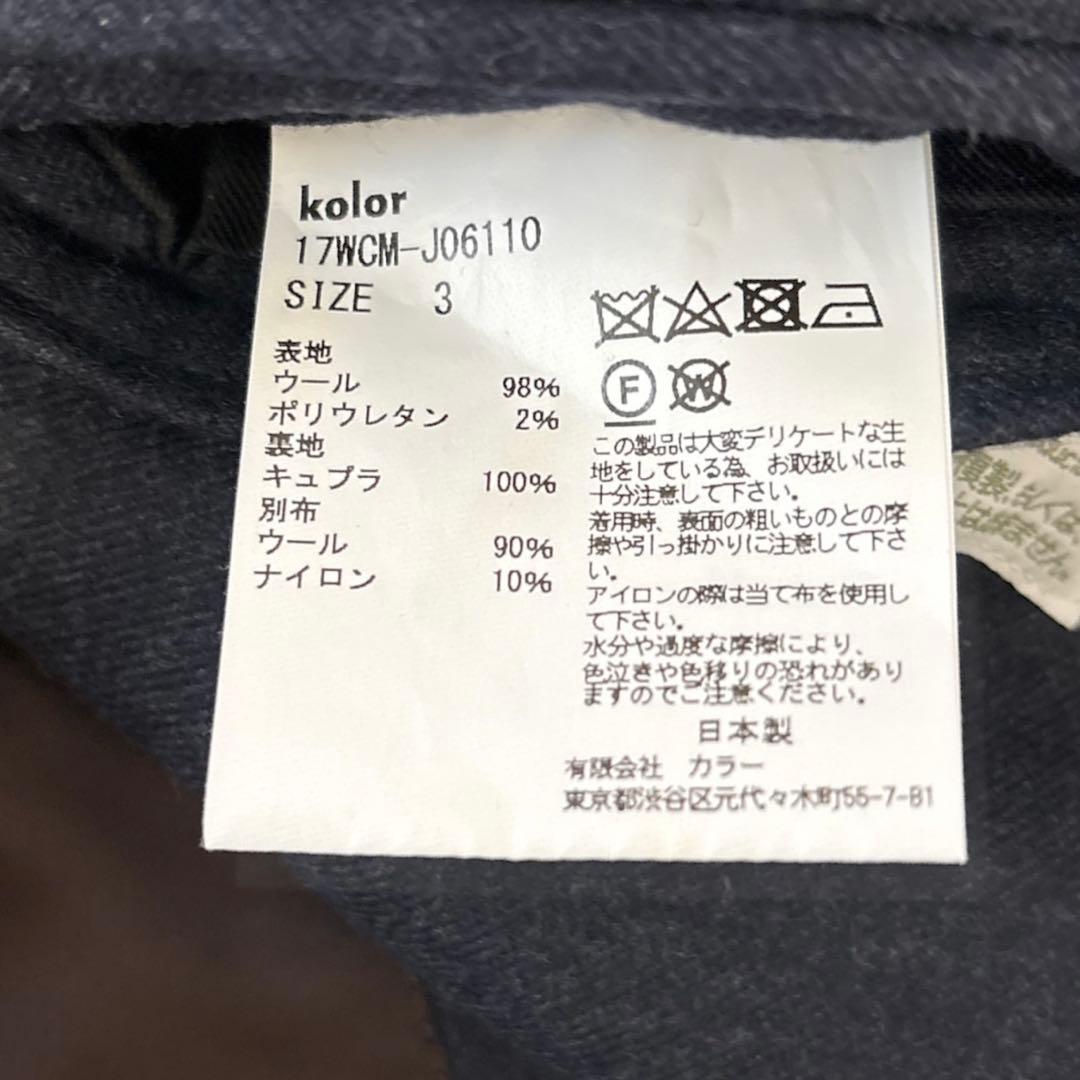 kolor
17WCM-J06110
SIZE 3
表地
ウール 98%
ポリウレタン 2%
裏地
キュプラ 100%
別布
ウール 90%
ナイロン 10%
F W
この製品は大変デリケートな生
地をしている為、お取扱いには
十分注意して下さい。
着用時、表面の粗いものとの摩
擦や引っ掛かりに注意して下さ
い。
アイロンの際は当て布を使用し
て下さい。
水分や過度な摩擦により、
色泣きや色移りの恐れがあり
ますのでご注意ください。
日本製
有限会社 カラー
東京都渋谷区元代々木町55-7-B1
複製
ません。